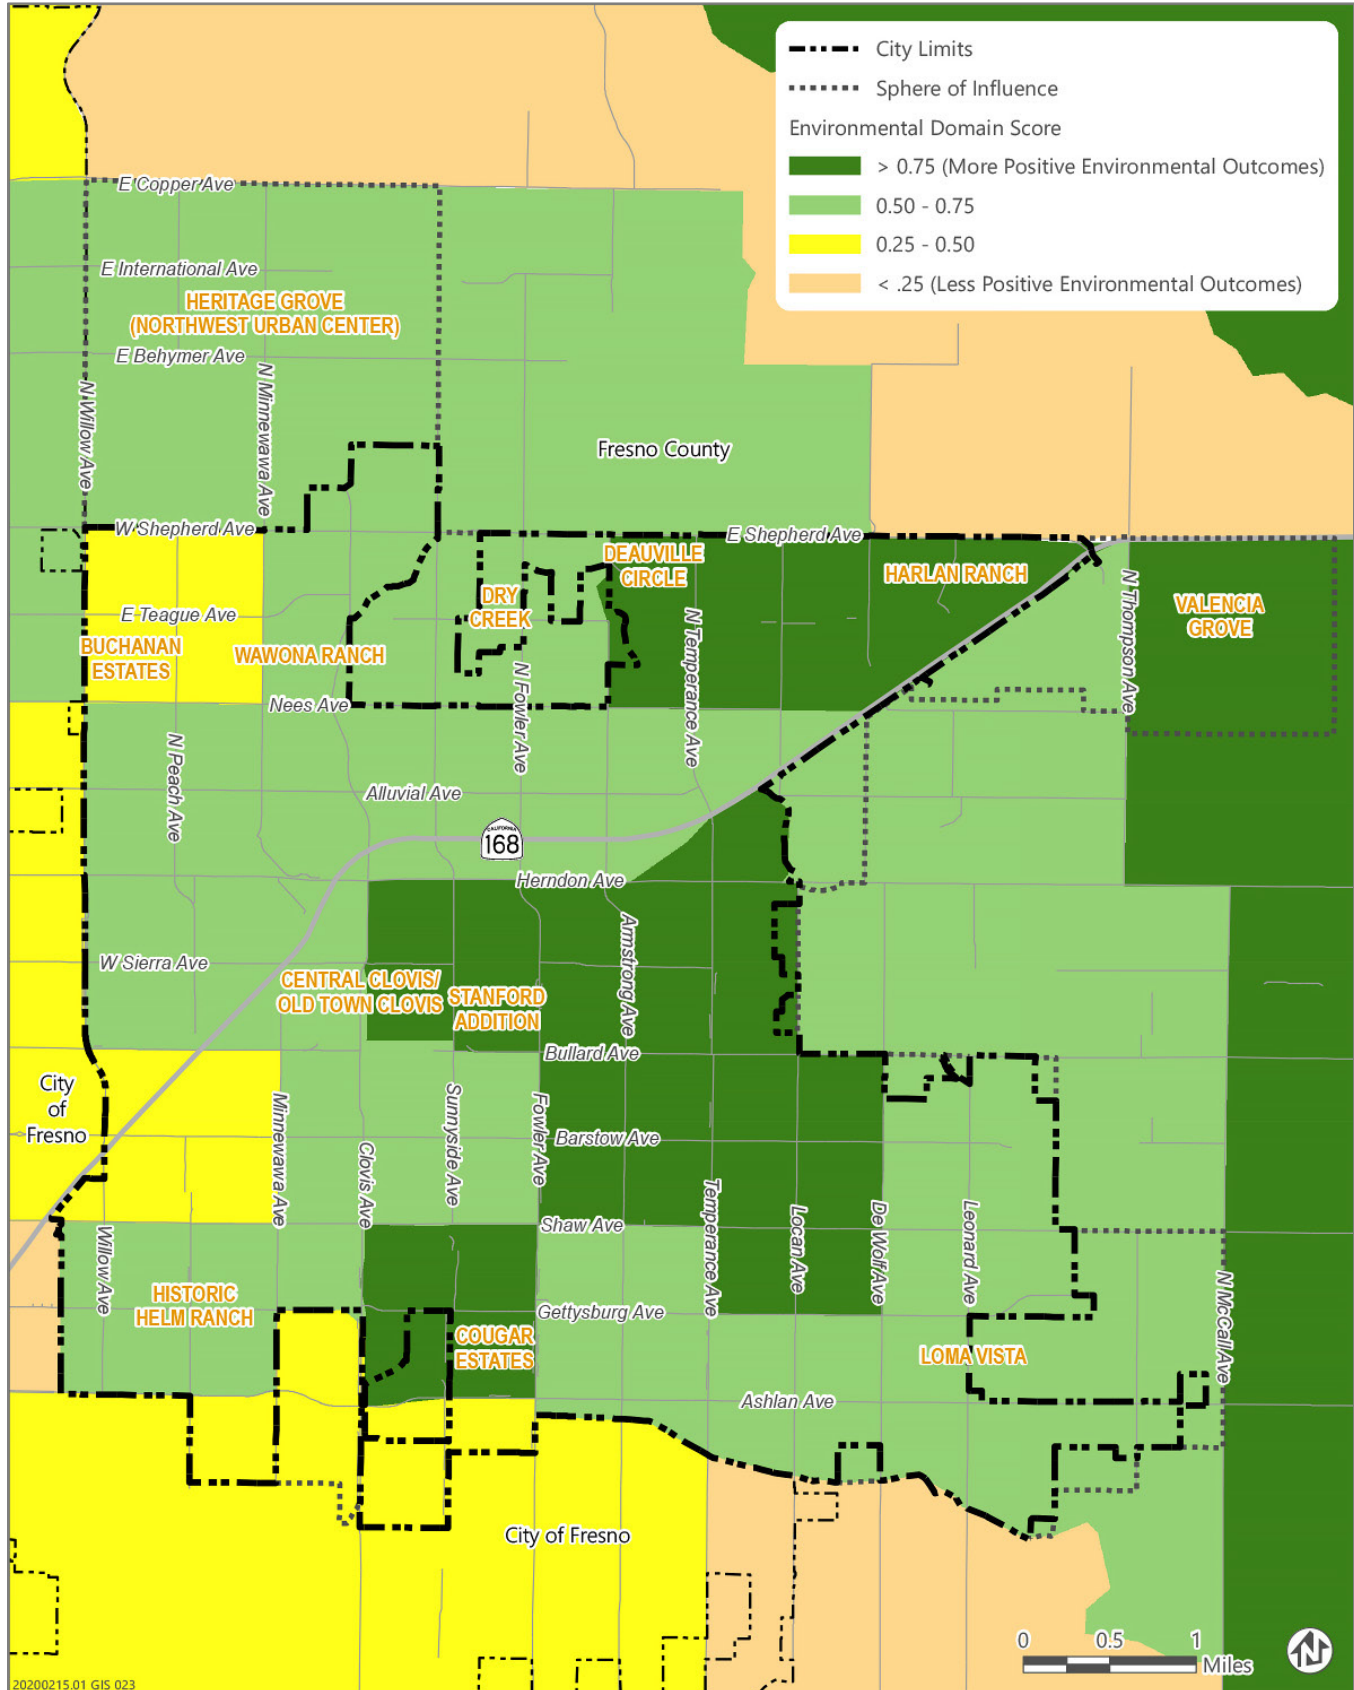 City Limits
Sphere of Influence
Environmental Domain Score
> 0.75 (More Positive Environmental Outcomes)
0.50 - 0.75
0.25 - 0.50
< .25 (Less Positive Environmental Outcomes)
E Copper Ave
E International Ave
HERITAGE GROVE
(NORTHWEST URBAN CENTER)
E Behymer Ave
N Willow Ave
N Minnewawa Ave
Fresno County
W Shepherd Ave
E Shepherd Ave
DEAUVILLE
CIRCLE
HARLAN RANCH
DRY
CREEK
VALENCIA
GROVE
N Thompson Ave
E Teague Ave
BUCHANAN
ESTATES
WAWONA RANCH
N Temperance Ave
N Fowler Ave
Nees Ave
N Peach Ave
Alluvial Ave
CALIFORNIA
168
Herndon Ave
Armstrong Ave
W Sierra Ave
CENTRAL CLOVIS/
OLD TOWN CLOVIS
STANFORD
ADDITION
Bullard Ave
City
of
Fresno
Minnewawa Ave
Clovis Ave
Sunnyside Ave
Fowler Ave
Barstow Ave
Temperance Ave
Locan Ave
De Wolf Ave
Leonard Ave
Shaw Ave
Willow Ave
HISTORIC
HELM RANCH
Gettysburg Ave
N McCall Ave
COUGAR
ESTATES
LOMA VISTA
Ashlan Ave
City of Fresno
0 0.5 1
Miles
N
20200215.01 GIS 023